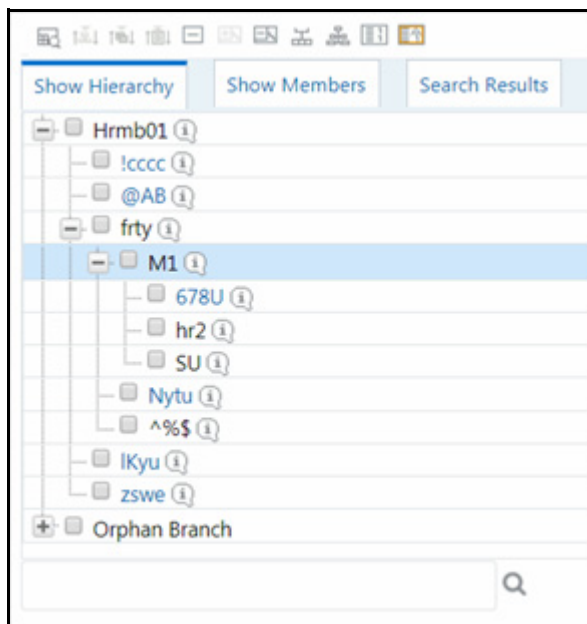 Show Hierarchy Show Members Search Results
Hrmb01
!cccc
@AB
frty
M1
678U
hr2
SU
Nytu
^%$
lKyu
zswe
Orphan Branch